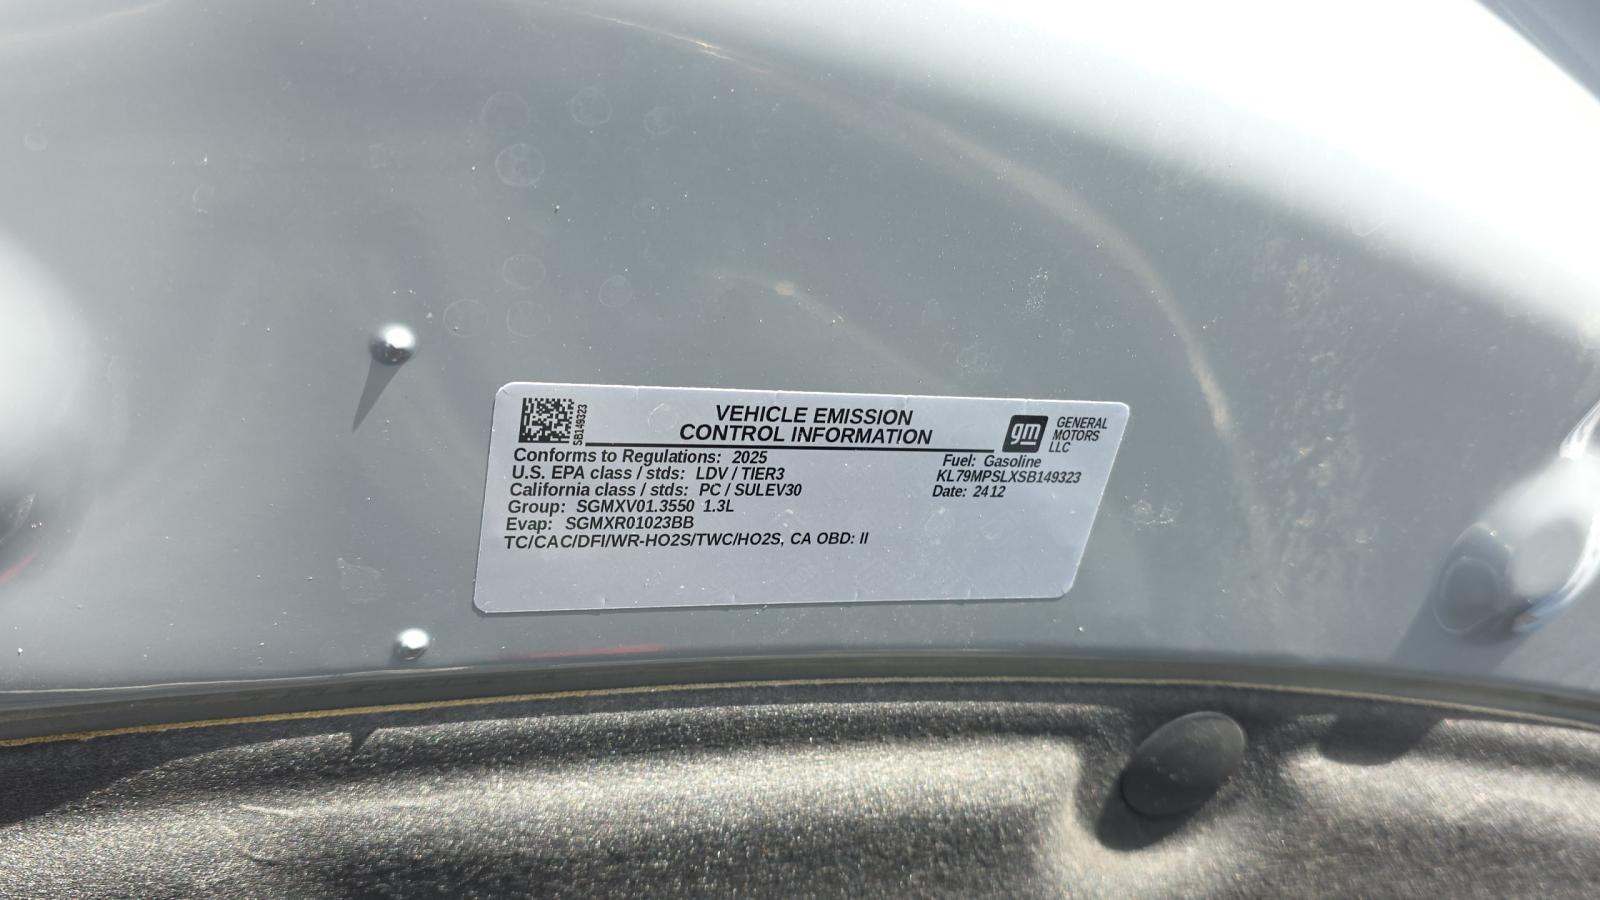 SB149323
VEHICLE EMISSION
CONTROL INFORMATION
gm
GENERAL
MOTORS
LLC
Conforms to Regulations: 2025
U.S. EPA class / stds: LDV / TIER3
California class / stds: PC / SULEV30
Group: SGMXV01.3550 1.3L
Evap: SGMXR01023BB
TC/CAC/DFI/WR-HO2S/TWC/HO2S, CA OBD: II
Fuel: Gasoline
KL79MPSLXSB149323
Date: 2412